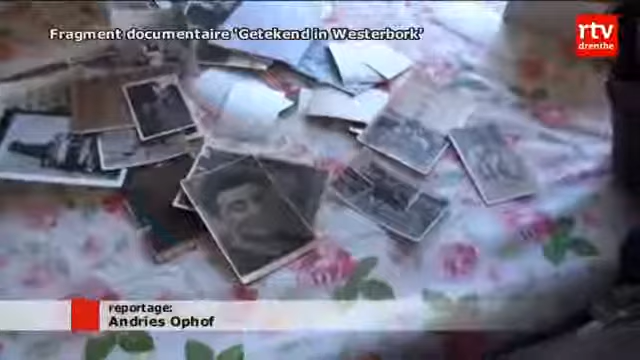 Fragment documentaire 'Getekend in Westerbork'
rtv
drenthe
reportage:
Andries Ophof